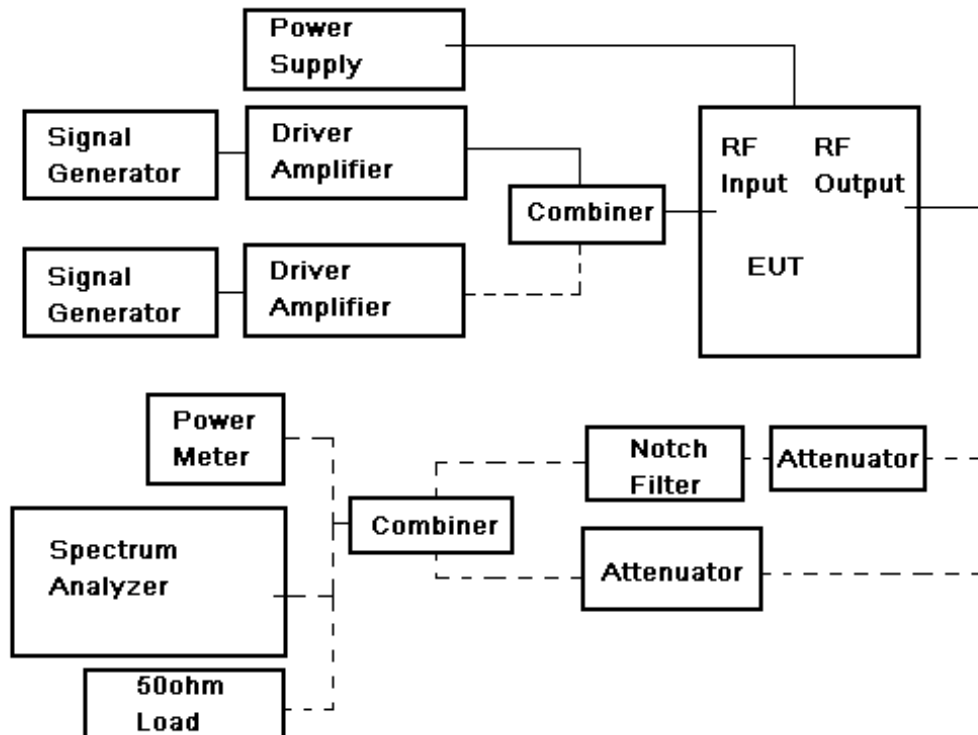 Power
Supply
Signal
Generator
Driver
Amplifier
Combiner
RF
Input
RF
Output
EUT
Signal
Generator
Driver
Amplifier
Power
Meter
Notch
Filter
Attenuator
Combiner
Attenuator
Spectrum
Analyzer
50ohm
Load